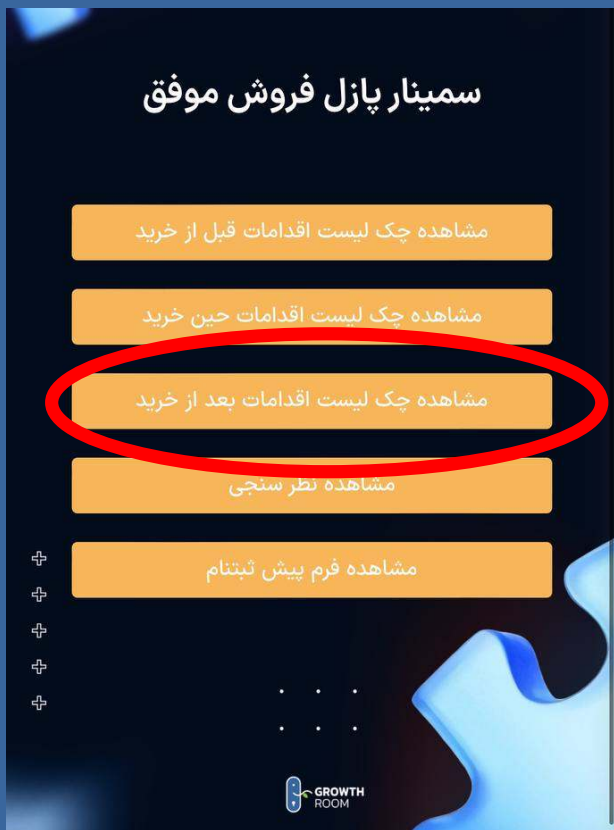 سمینار پازل فروش موفق
مشاهده چک لیست اقدامات قبل از خرید
مشاهده چک لیست اقدامات حین خرید
مشاهده چک لیست اقدامات بعد از خرید
مشاهده نظر سنجی
مشاهده فرم پیش ثبتنام
GROWTH
ROOM